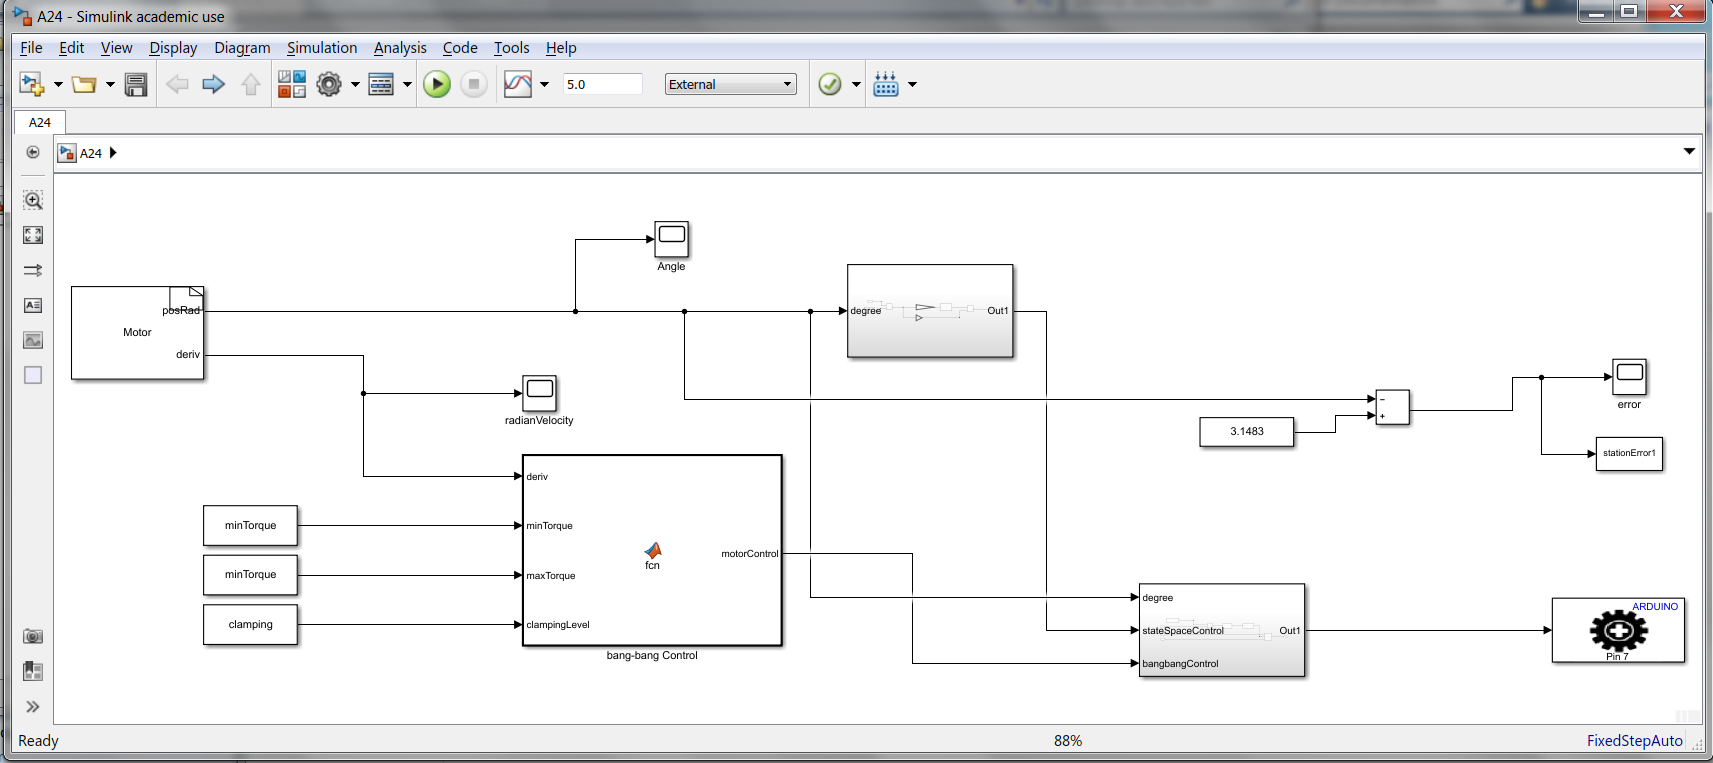 A24 - Simulink academic use
File Edit View Display Diagram Simulation Analysis Code Tools Help
5.0 External
A24
A24
Angle
posRad
Motor
deriv
degree Out1
radianVelocity
3.1483
error
stationError1
deriv
minTorque minTorque
motorControl
fcn
minTorque maxTorque
clamping clampingLevel
bang-bang Control
degree
stateSpaceControl Out1
bangbangControl
ARDUINO
Pin 7
Ready 88% FixedStepAuto